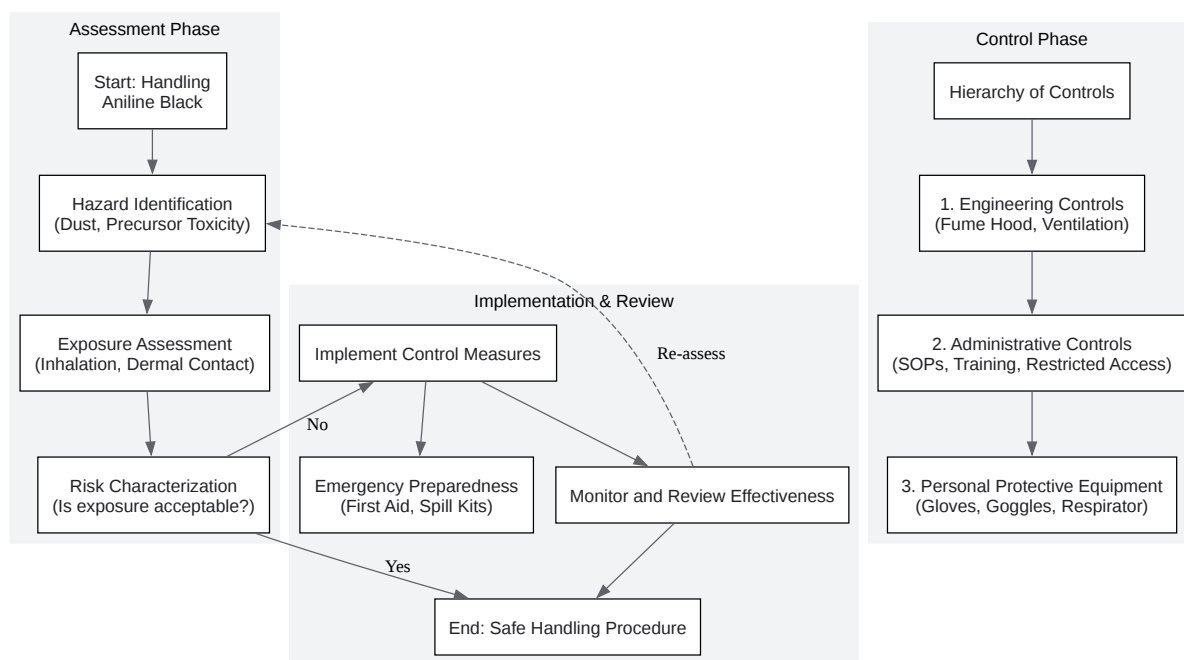 Assessment Phase
Start: Handling
Aniline Black
Hazard Identification
(Dust, Precursor Toxicity)
Exposure Assessment
(Inhalation, Dermal Contact)
Risk Characterization
(Is exposure acceptable?)
No
Yes
Implementation & Review
Implement Control Measures
Re-assess
Emergency Preparedness
(First Aid, Spill Kits)
Monitor and Review Effectiveness
End: Safe Handling Procedure
Control Phase
Hierarchy of Controls
1. Engineering Controls
(Fume Hood, Ventilation)
2. Administrative Controls
(SOPs, Training, Restricted Access)
3. Personal Protective Equipment
(Gloves, Goggles, Respirator)